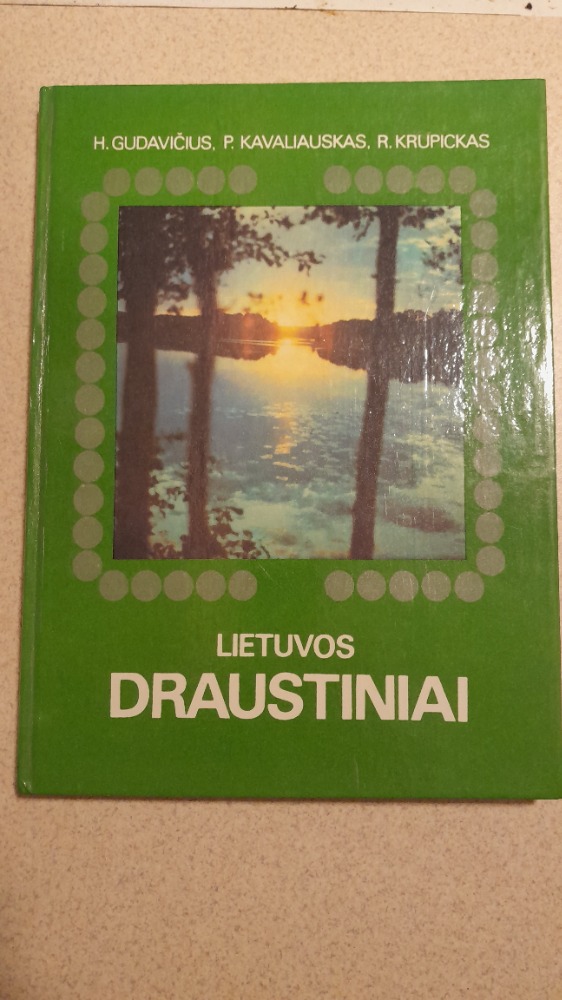 H. GUDAVIČIUS, P. KAVALIAUSKAS, R. KRUPICKAS
LIETUVOS
DRAUSTINIAI